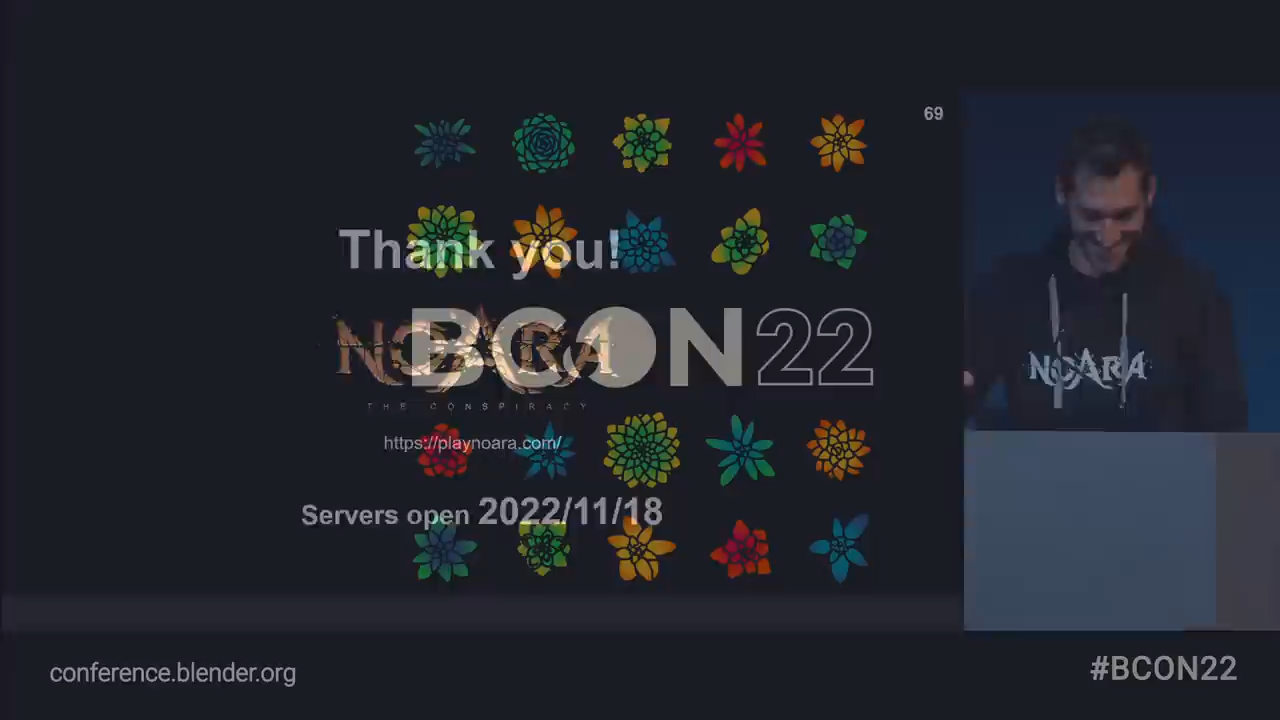 69
Thank you!
BCON22
NOARA
THE CONSPIRACY
https://playnoara.com/
Servers open 2022/11/18
NOARA
conference.blender.org
#BCON22